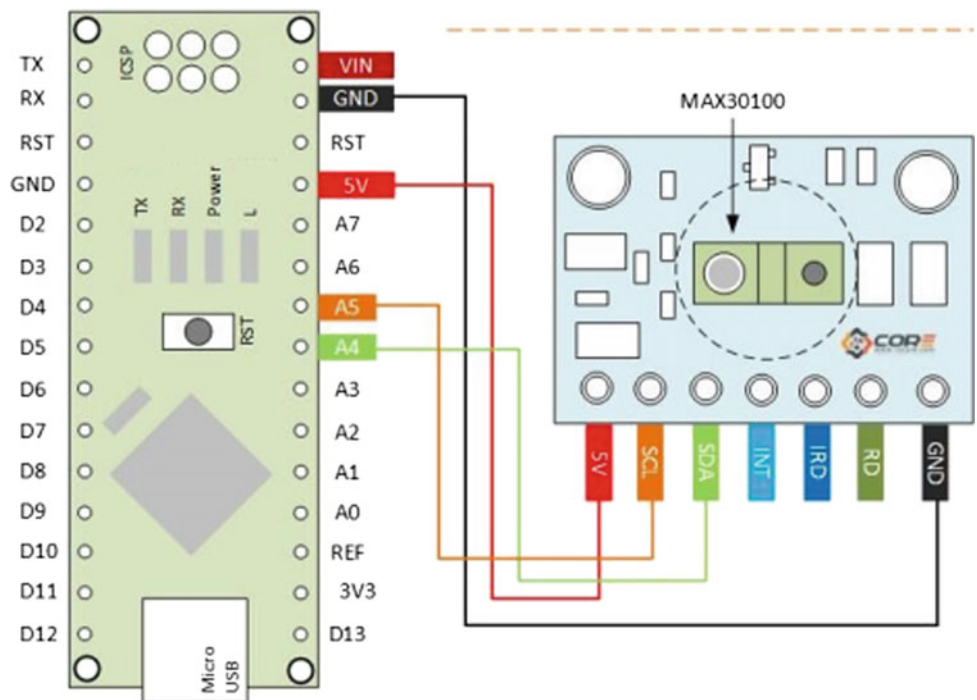 TX
RX
RST
GND
D2
D3
D4
D5
D6
D7
D8
D9
D10
D11
D12
ICSP
TX
RX
Power
L
RST
Micro
USB
VIN
GND
RST
5V
A7
A6
A5
A4
A3
A2
A1
A0
REF
3V3
D13
MAX30100
CORE
5V
SCL
SDA
INT
IRD
RD
GND